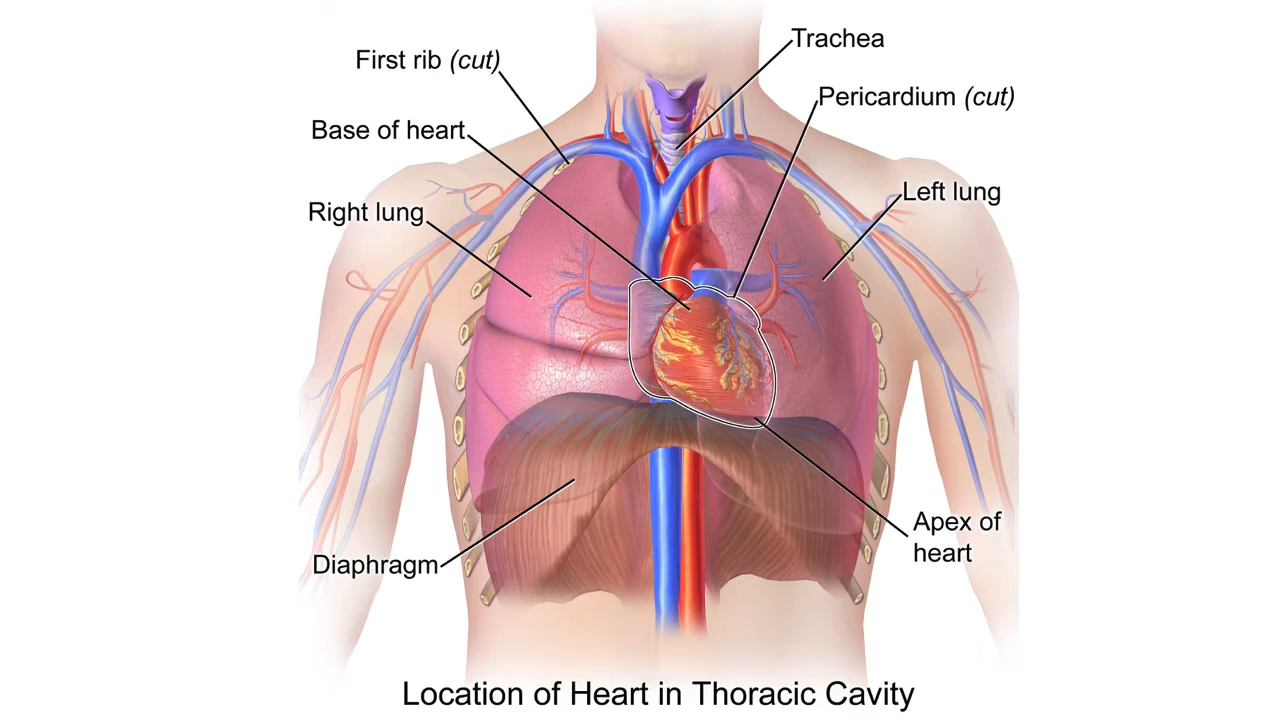 First rib (cut)
Trachea
Pericardium (cut)
Base of heart
Left lung
Right lung
Diaphragm
Apex of
heart
Location of Heart in Thoracic Cavity